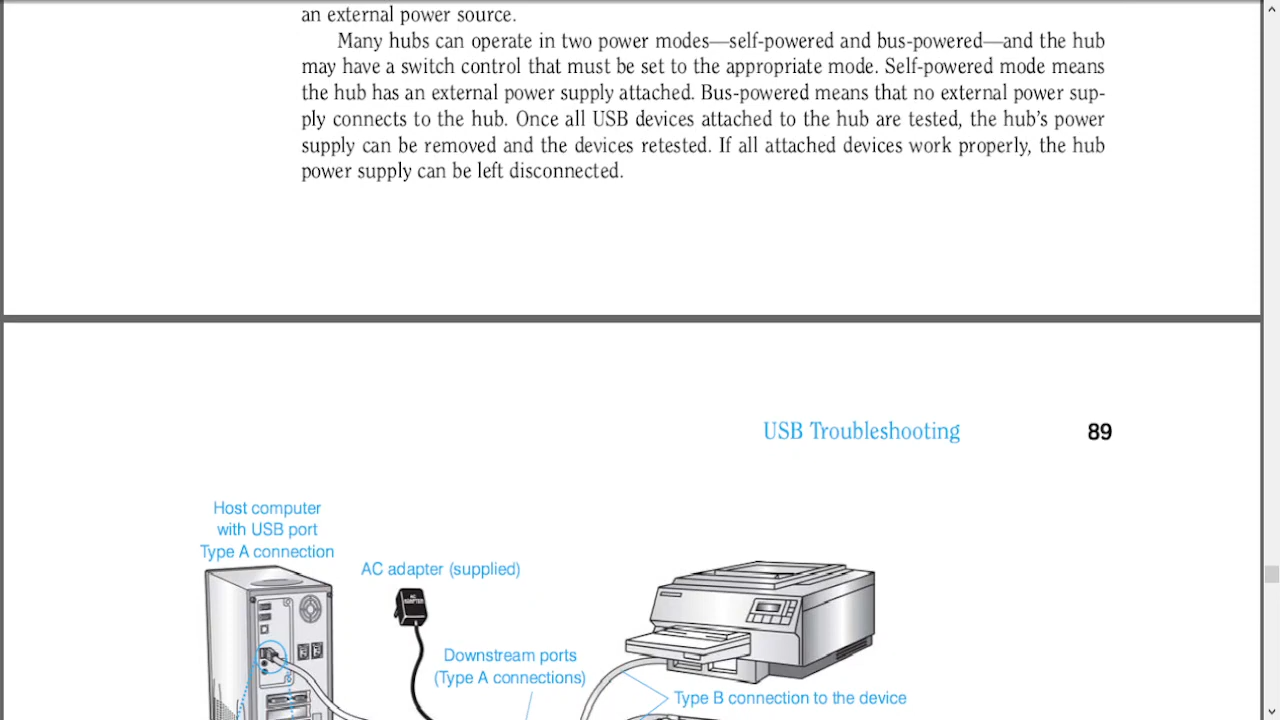 an external power source.
Many hubs can operate in two power modes—self-powered and bus-powered—and the hub
may have a switch control that must be set to the appropriate mode. Self-powered mode means
the hub has an external power supply attached. Bus-powered means that no external power sup-
ply connects to the hub. Once all USB devices attached to the hub are tested, the hub's power
supply can be removed and the devices retested. If all attached devices work properly, the hub
power supply can be left disconnected.
USB Troubleshooting 89
Host computer
with USB port
Type A connection
AC adapter (supplied)
AC
ADAPTER
Downstream ports
(Type A connections)
Type B connection to the device